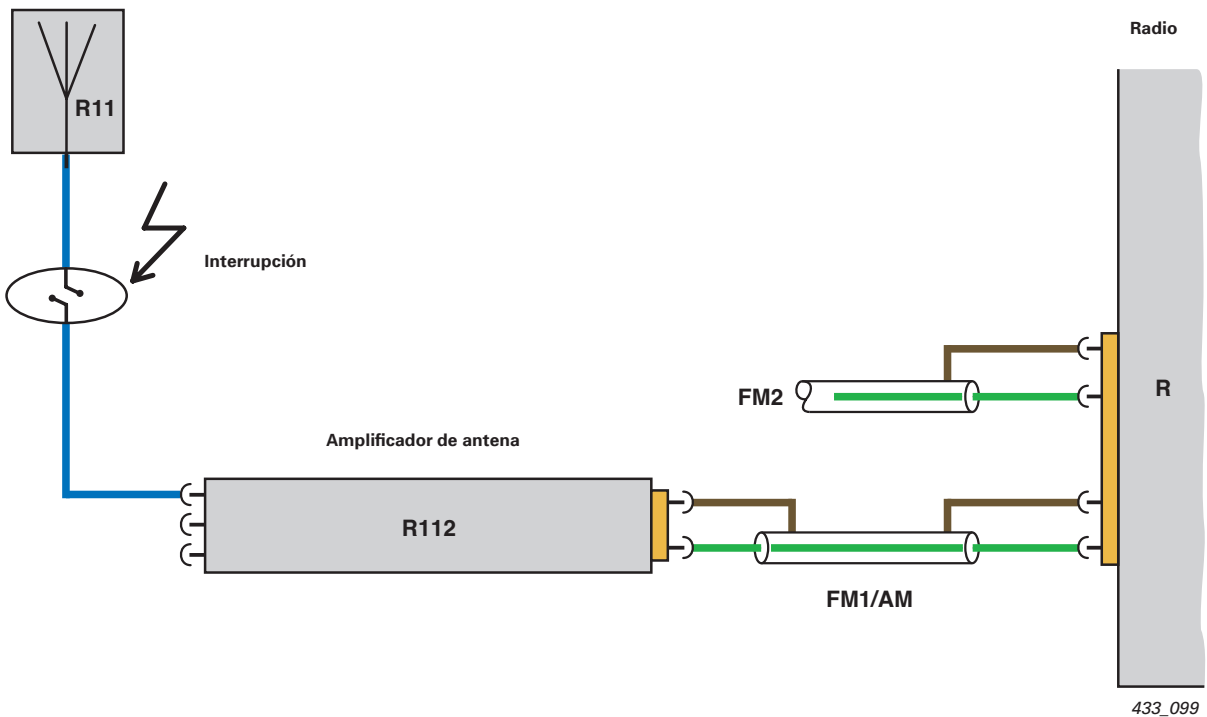 Radio
R11
Interrupción
FM2
R
Amplificador de antena
R112
FM1/AM
433_099